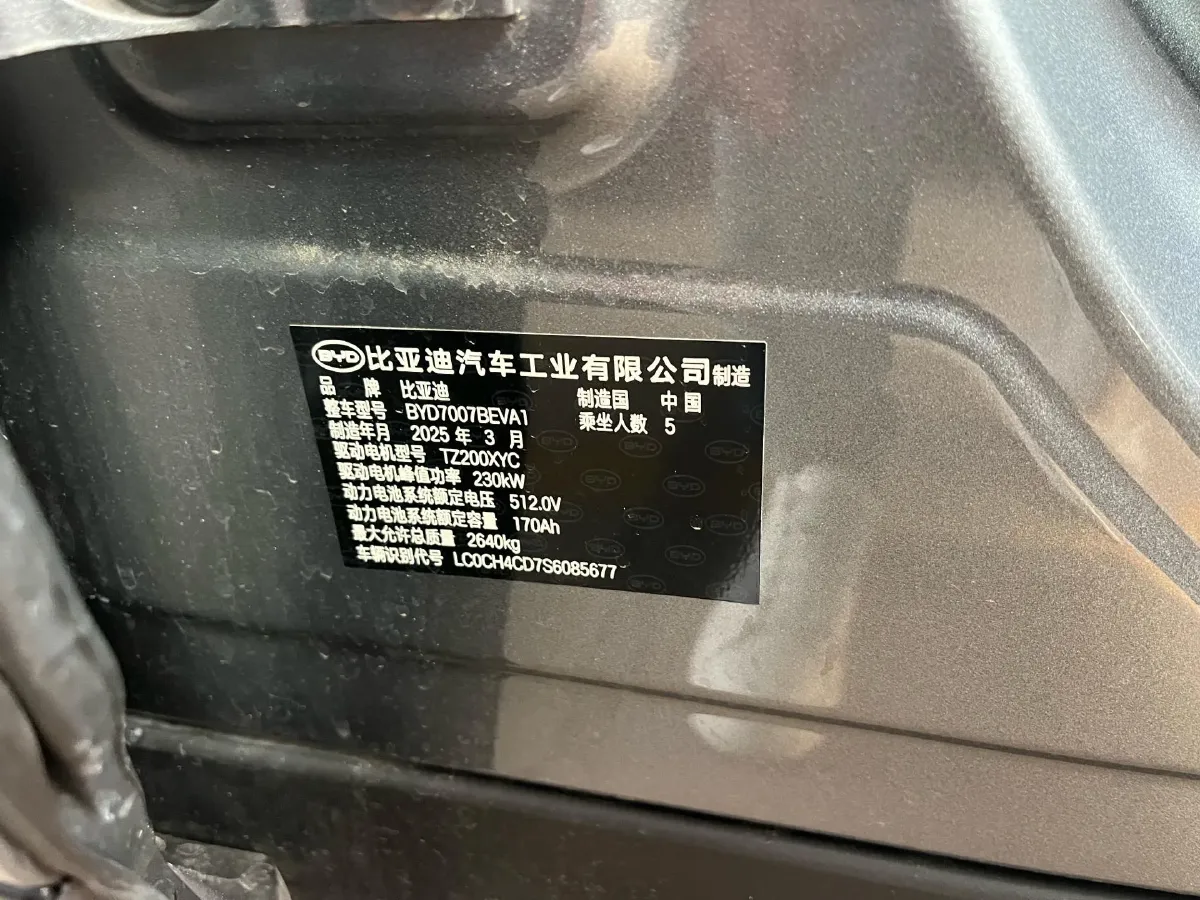 BYD 比亚迪汽车工业有限公司制造
品 牌 比亚迪 制造国 中国
整车型号 BYD7007BEVA1 乘坐人数 5
制造年月 2025 年 3 月
驱动电机型号 TZ200XYC
驱动电机峰值功率 230kW
动力电池系统额定电压 512.0V
动力电池系统额定容量 170Ah
最大允许总质量 2640kg
车辆识别代号 LC0CH4CD7S6085677